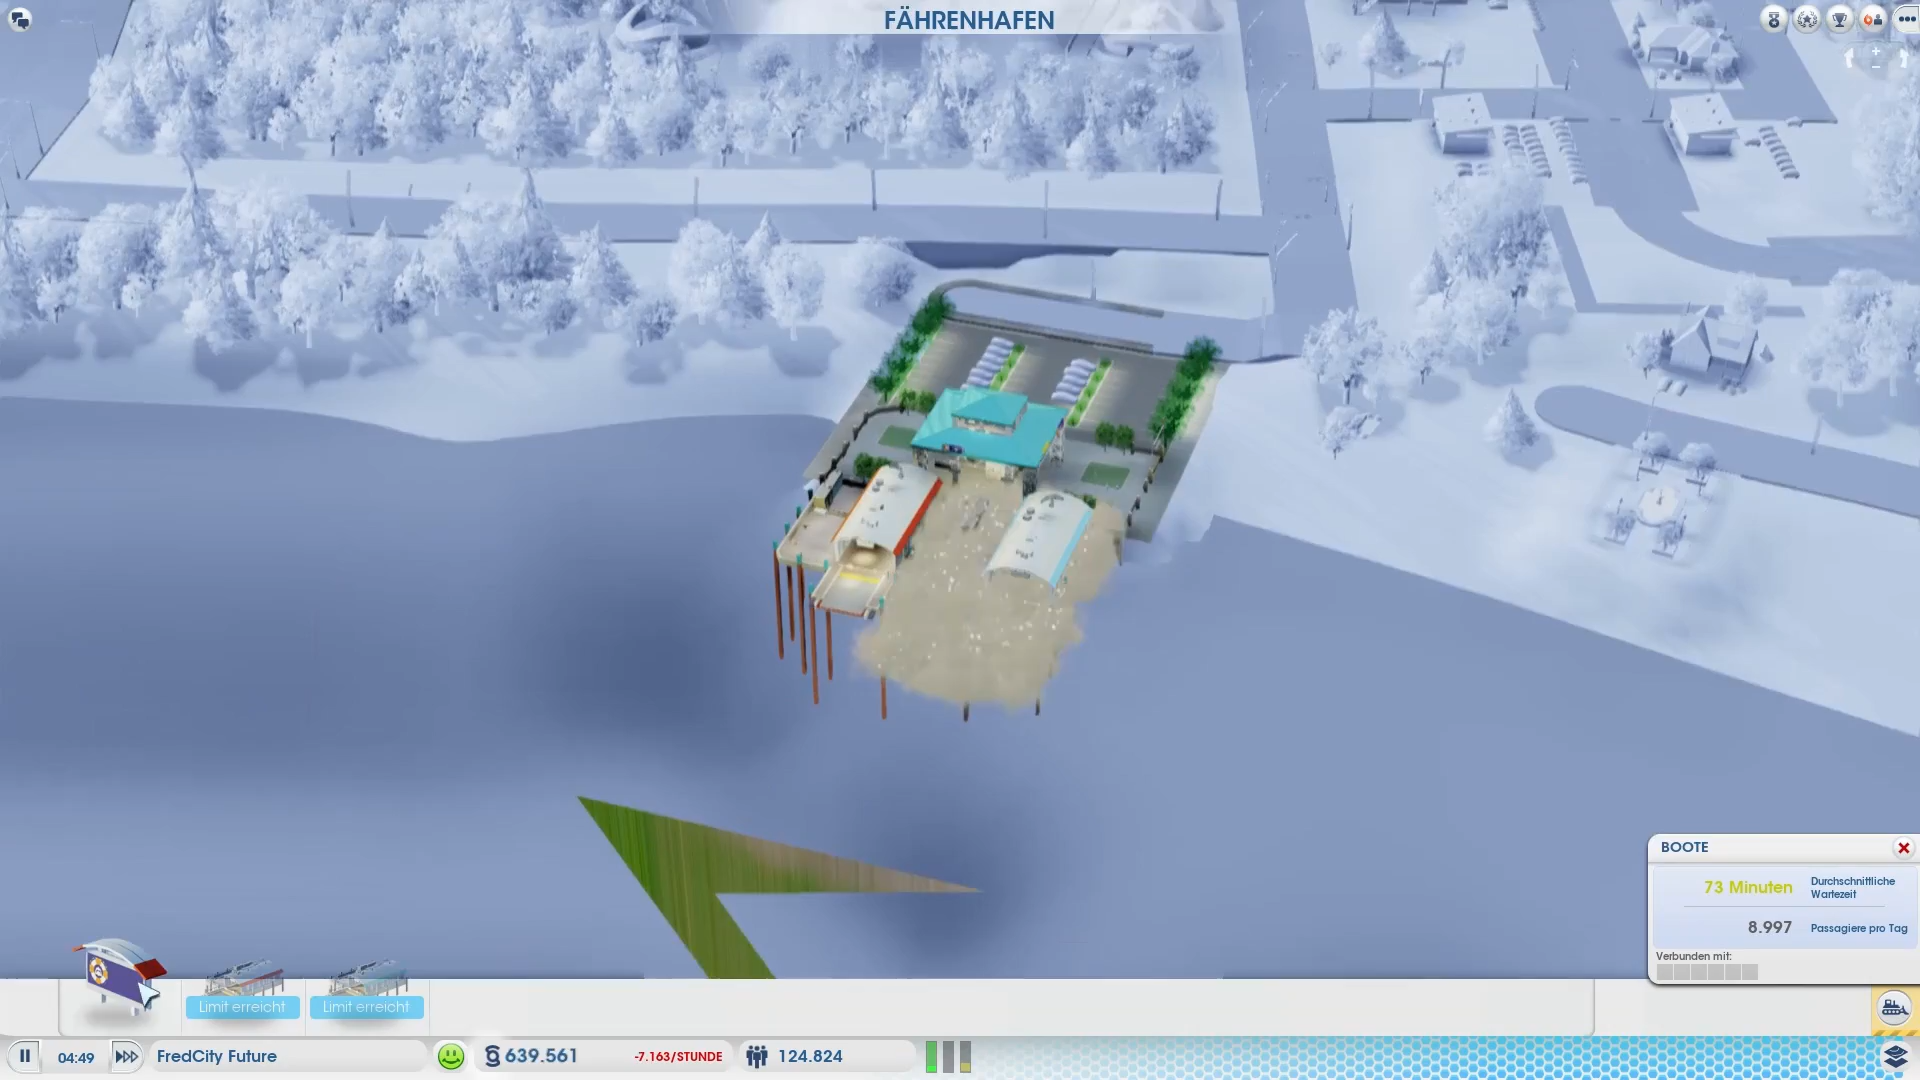 FÄHRENHAFEN
BOOTE
73 Minuten
Durchschnittliche
Wartezeit
8.997
Passagiere pro Tag
Verbunden mit:
Limit erreicht
Limit erreicht
04:49
FredCity Future
639.561
-7.163/STUNDE
124.824